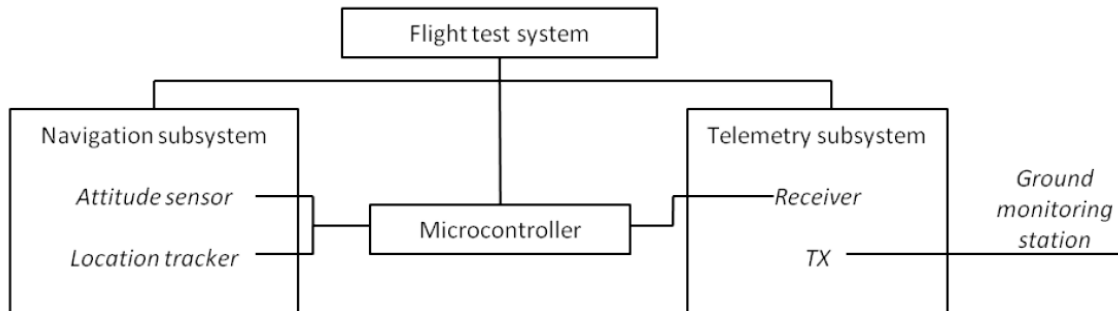 Flight test system
Navigation subsystem
Attitude sensor
Location tracker
Microcontroller
Telemetry subsystem
Receiver
TX
Ground
monitoring
station